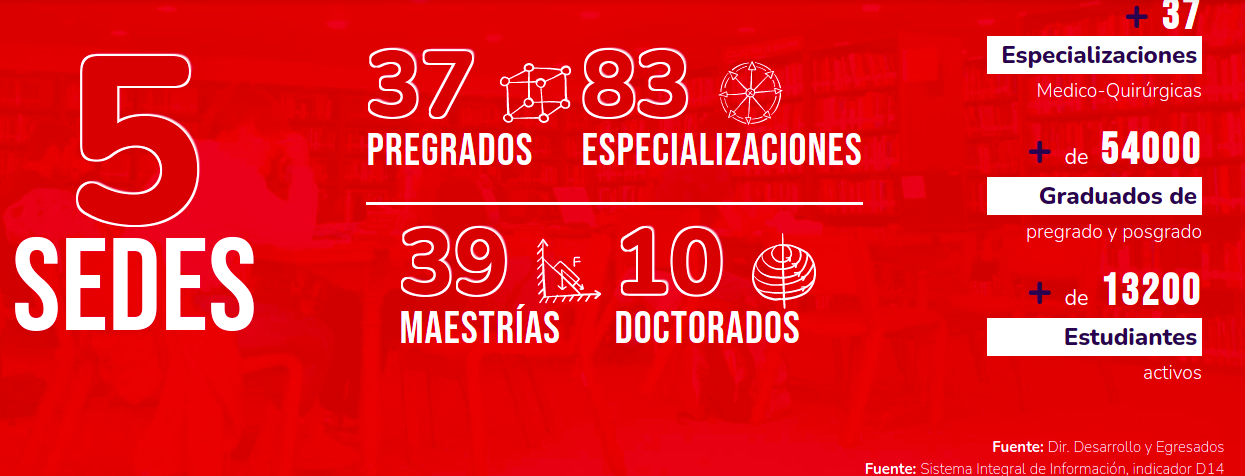 5
SEDES
37
PREGRADOS
83
ESPECIALIZACIONES
39
F
MAESTRÍAS
10
DOCTORADOS
+ 37
Especializaciones
Medico-Quirúrgicas
+ de 54000
Graduados de
pregrado y posgrado
+ de 13200
Estudiantes
activos
Fuente: Dir. Desarrollo y Egresados
Fuente: Sistema Integral de Información, indicador D14